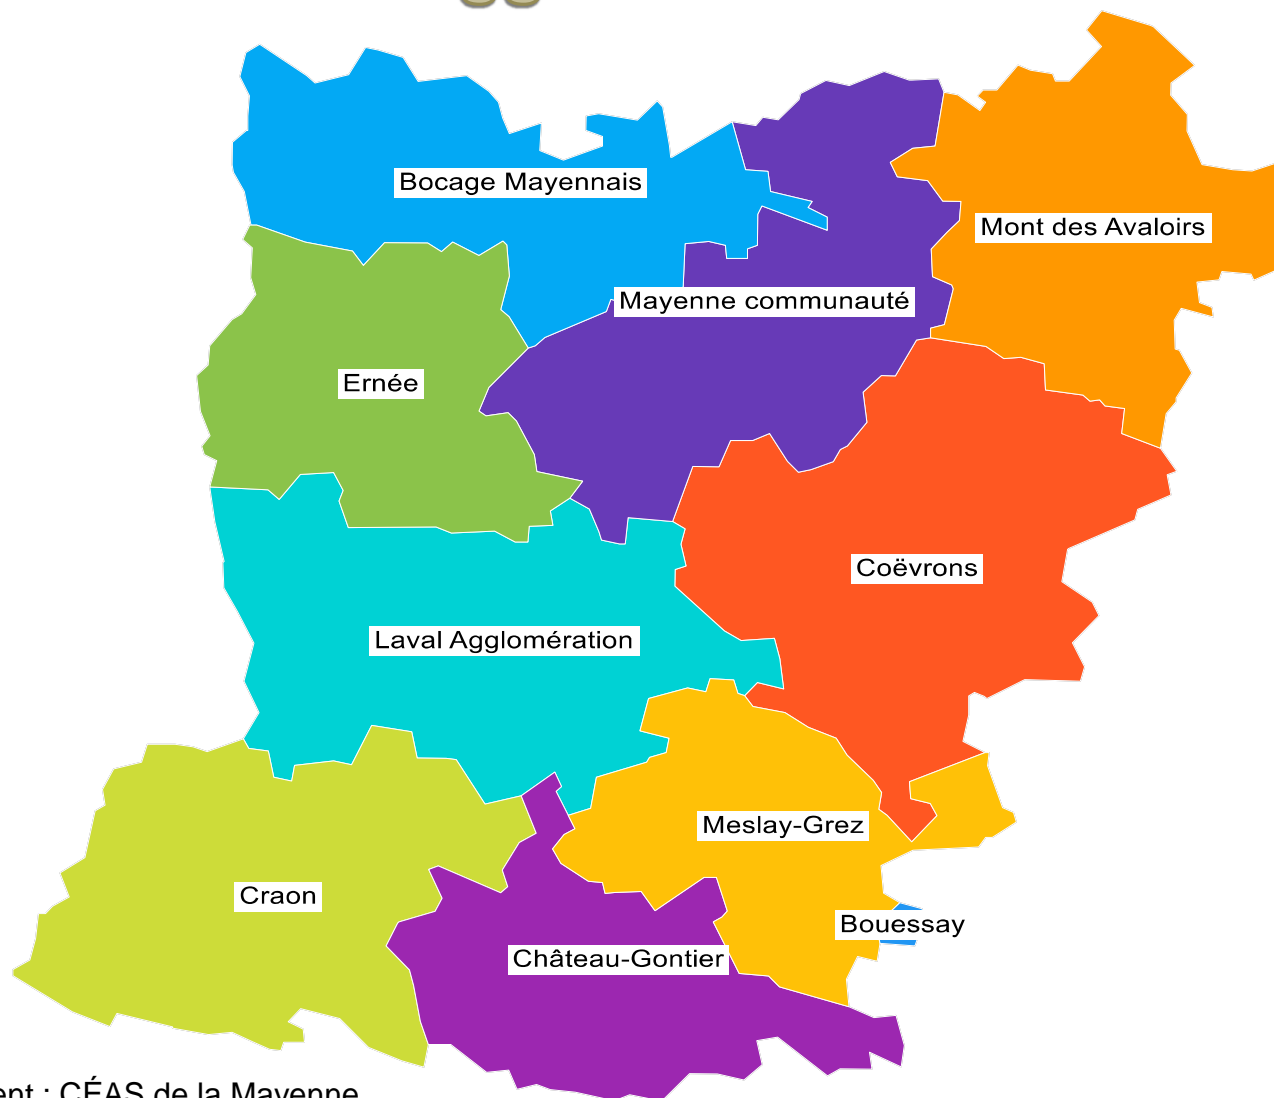 Bocage Mayennais
Mont des Avaloirs
Mayenne communauté
Ernée
Coëvrons
Laval Agglomération
Meslay-Grez
Craon
Bouessay
Château-Gontier
: CÉAS de la Mayenne